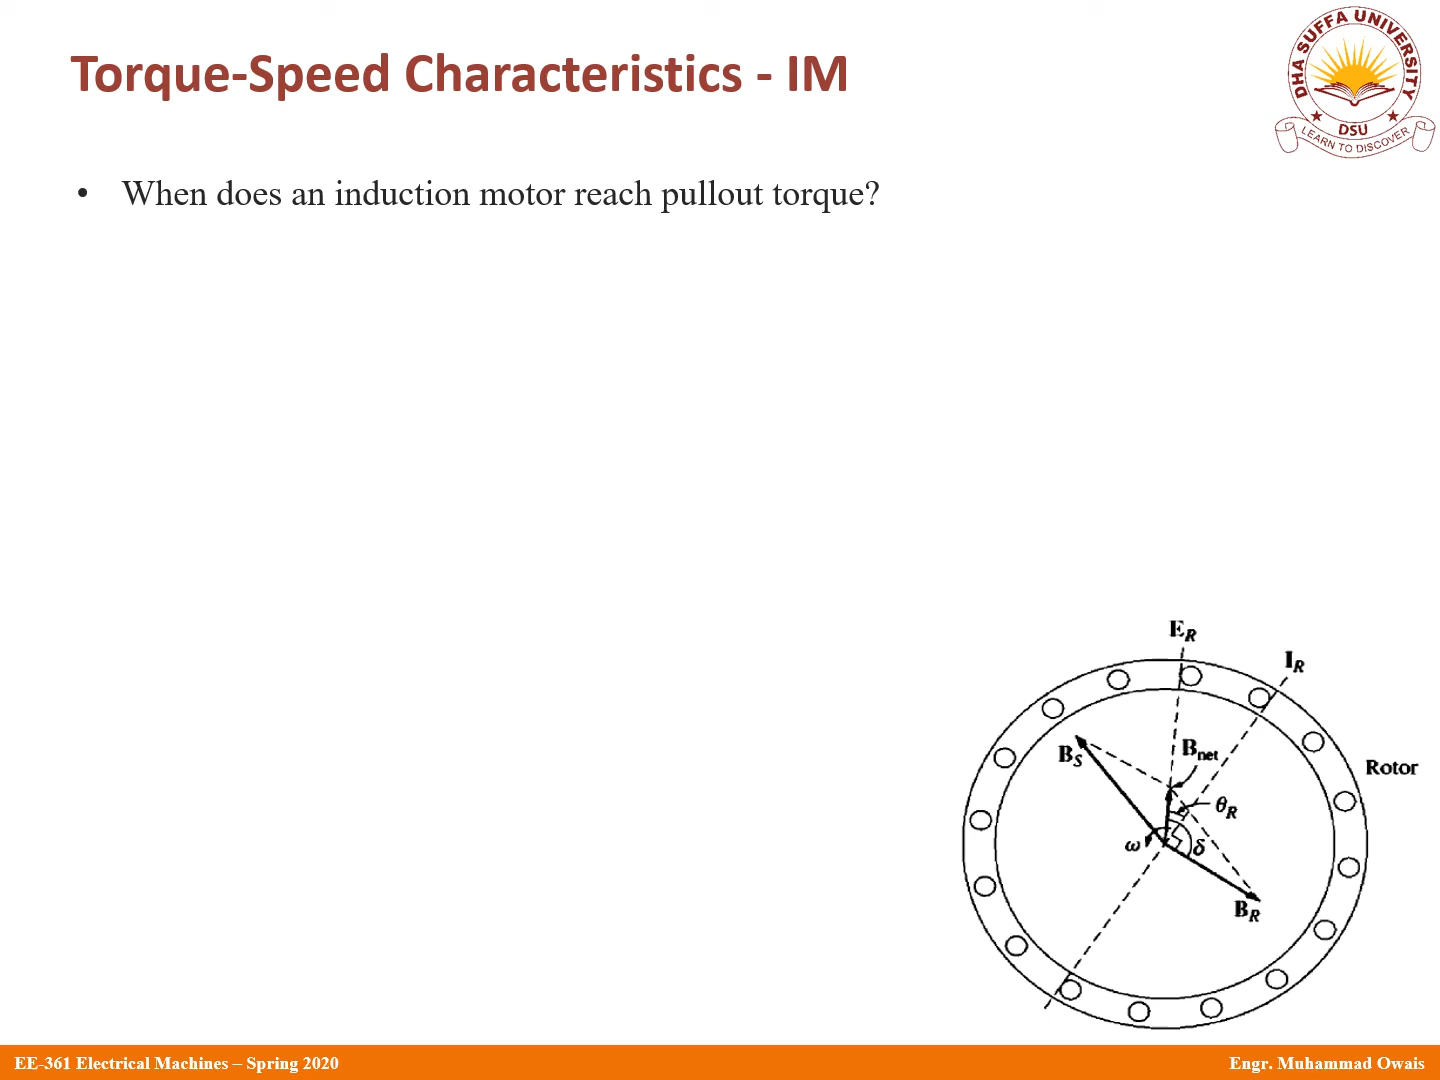 Torque-Speed Characteristics - IM
DHA SUFFA UNIVERSITY
DSU
LEARN TO DISCOVER
• When does an induction motor reach pullout torque?
E_R
I_R
B_S
B_net
Rotor
θ_R
ω
δ
B_R
EE-361 Electrical Machines – Spring 2020
Engr. Muhammad Owais